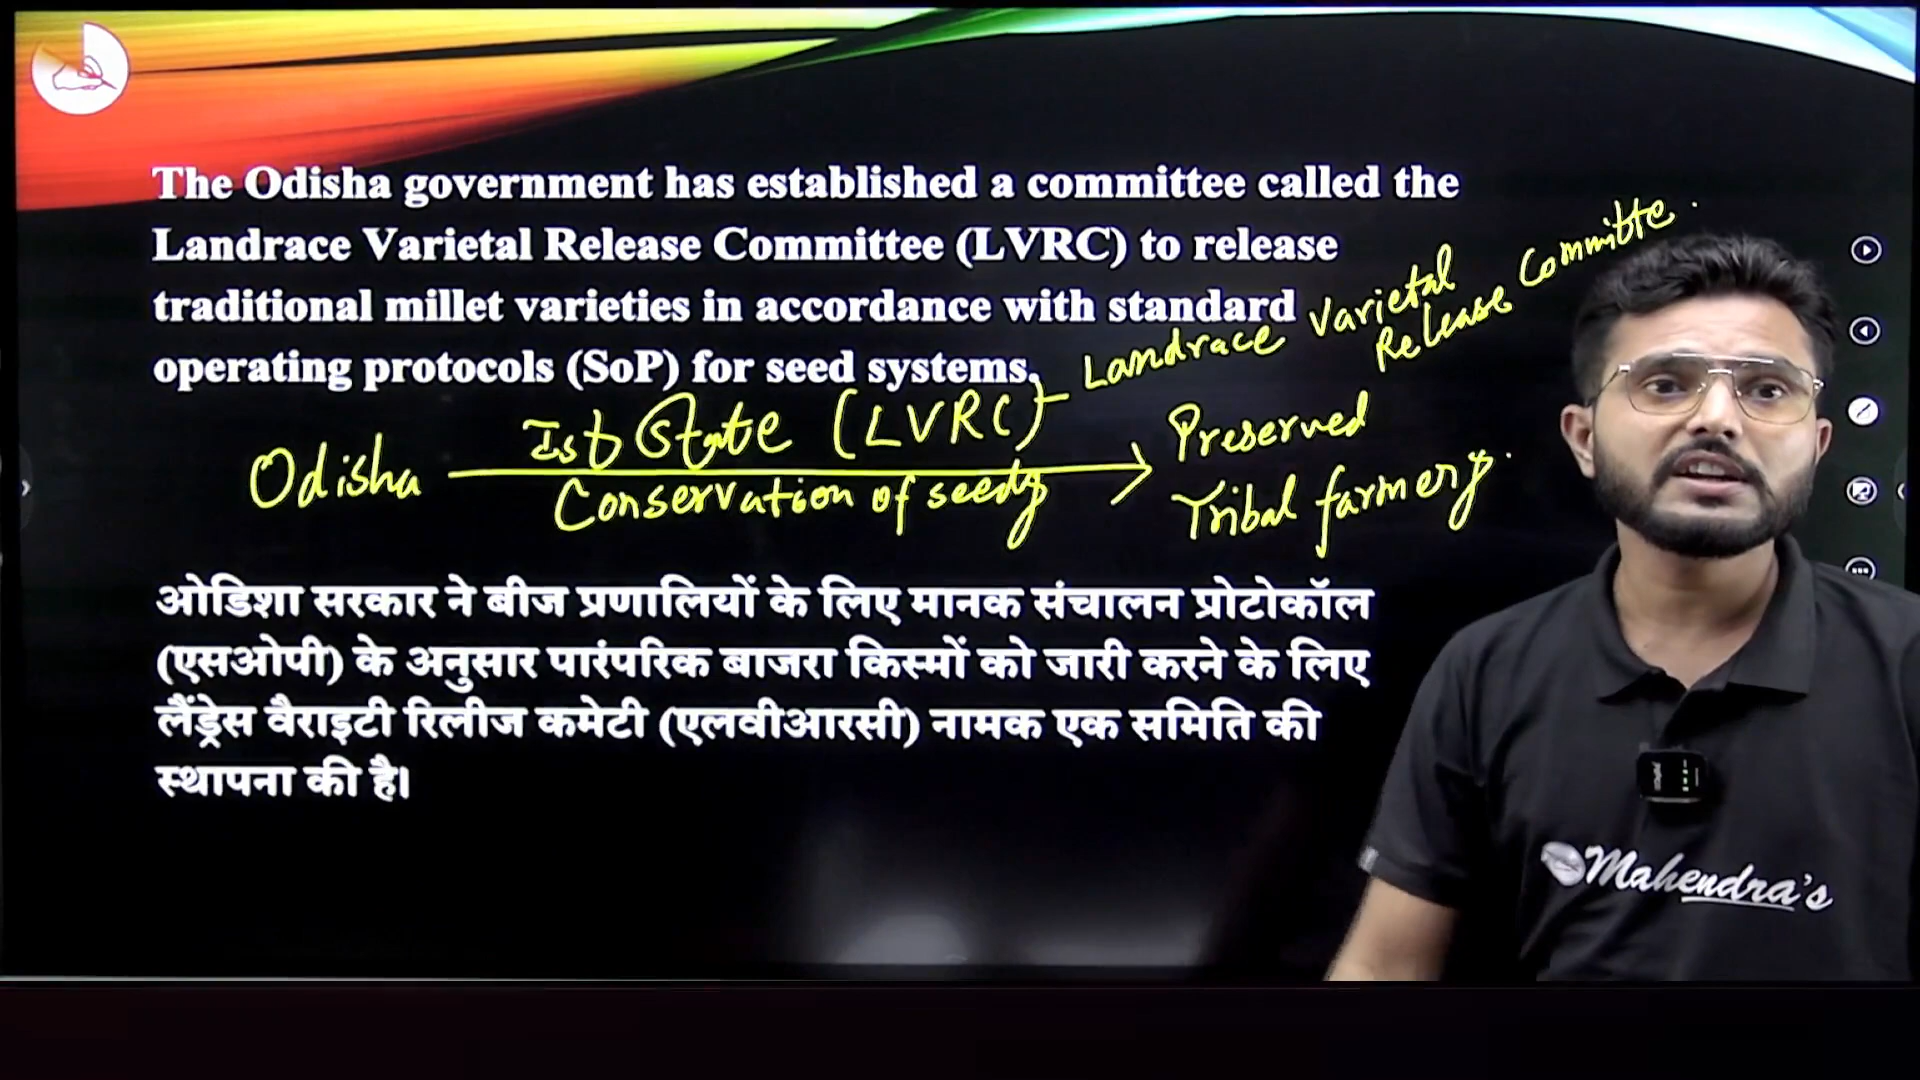 The Odisha government has established a committee called the
Landrace Varietal Release Committee (LVRC) to release
traditional millet varieties in accordance with standard
operating protocols (SoP) for seed systems.
Landrace Varietal
Release Committe.
Odisha
Ist State (LVRC)
Conservation of seeds
Preserved
Tribal farmers.
ओडिशा सरकार ने बीज प्रणालियों के लिए मानक संचालन प्रोटोकॉल
(एसओपी) के अनुसार पारंपरिक बाजरा किस्मों को जारी करने के लिए
लैंड्रेस वैराइटी रिलीज कमेटी (एलवीआरसी) नामक एक समिति की
स्थापना की है।
Mahendra's